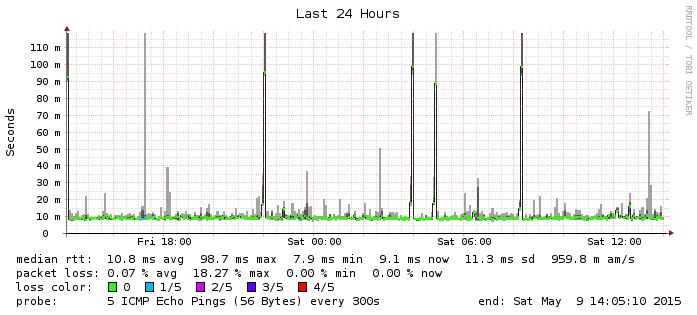 Last 24 Hours
RRDTOOL / TOBI OETIKER
Seconds
110 m
100 m
90 m
80 m
70 m
60 m
50 m
40 m
30 m
20 m
10 m
0
Fri 18:00 Sat 00:00 Sat 06:00 Sat 12:00
median rtt: 10.8 ms avg 98.7 ms max 7.9 ms min 9.1 ms now 11.3 ms sd 959.8 m am/s
packet loss: 0.07 % avg 18.27 % max 0.00 % min 0.00 % now
loss color: 0 1/5 2/5 3/5 4/5
probe: 5 ICMP Echo Pings (56 Bytes) every 300s end: Sat May 9 14:05:10 2015